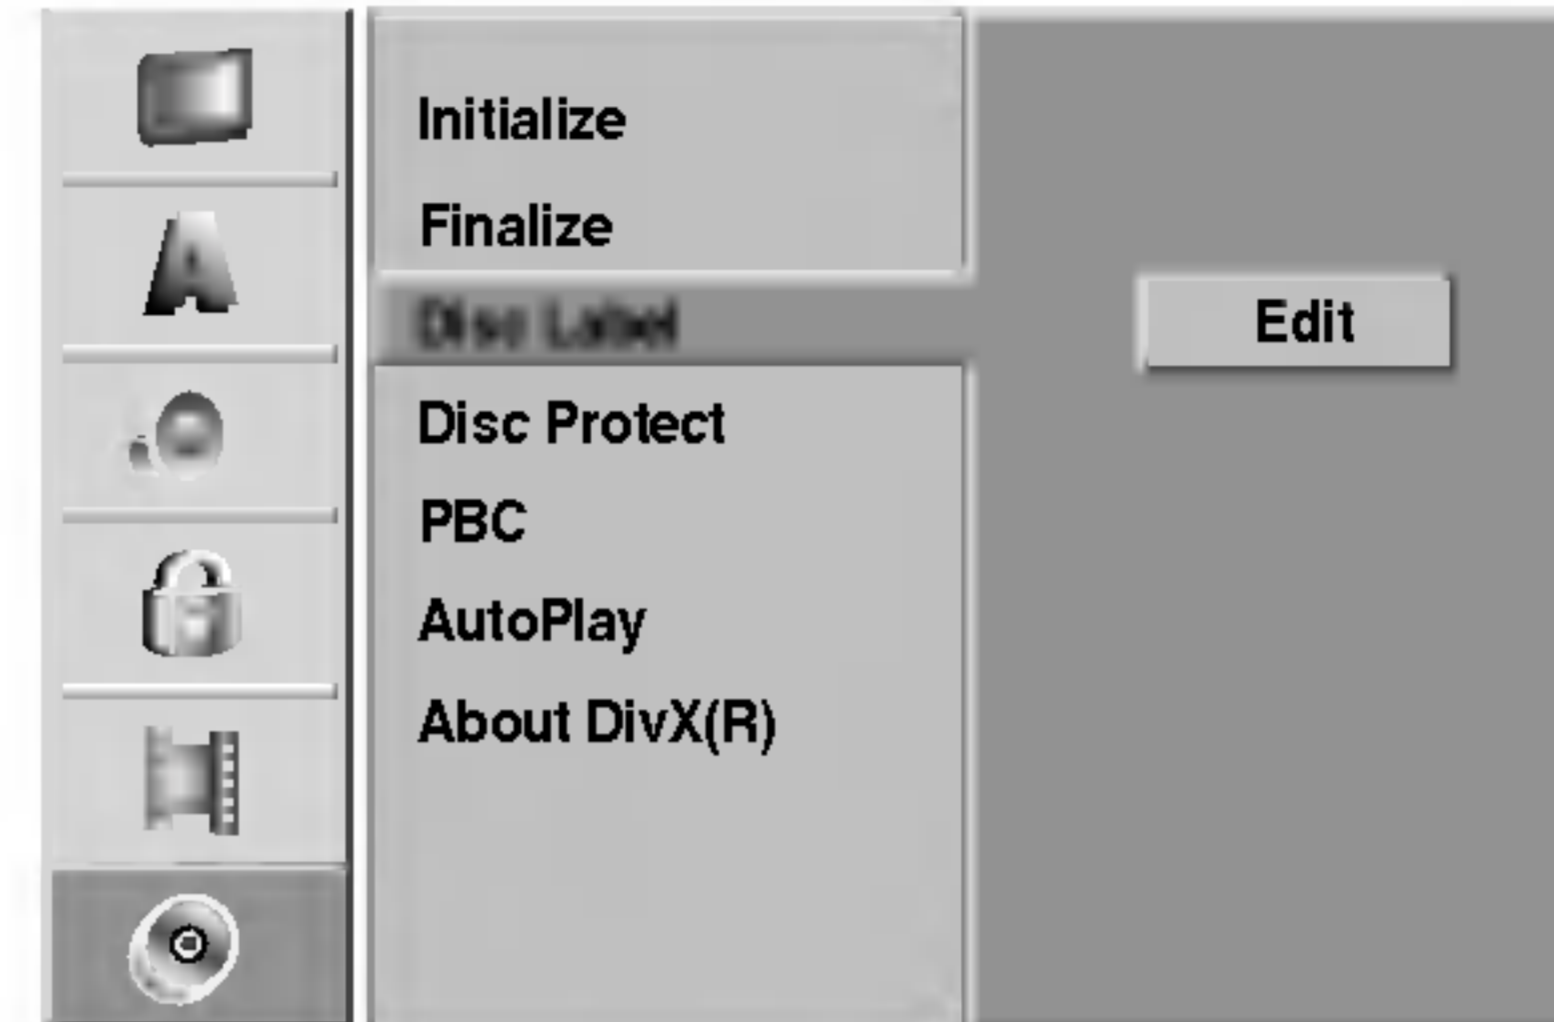 Initialize
Finalize
Disc Label
Edit
Disc Protect
PBC
AutoPlay
About DivX(R)